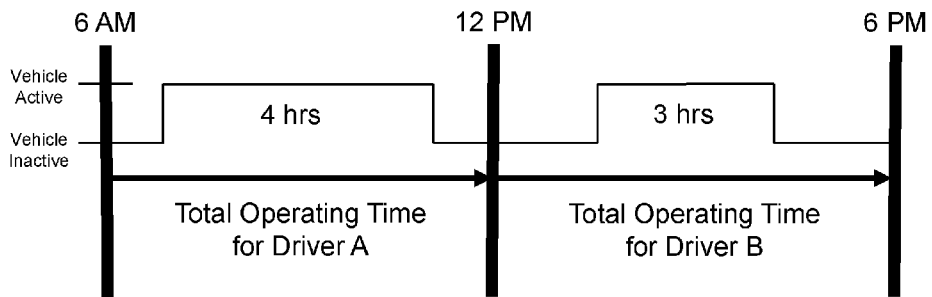 6 AM
12 PM
6 PM
Vehicle
Active
4 hrs
3 hrs
Vehicle
Inactive
Total Operating Time
for Driver A
Total Operating Time
for Driver B